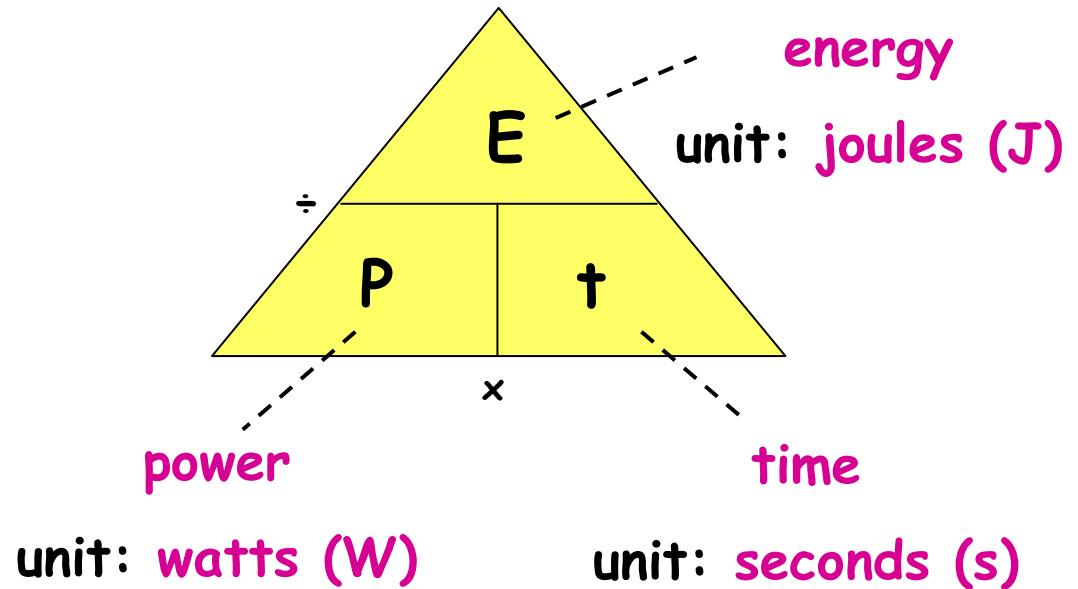 energy
E
unit: joules (J)
÷
P t
×
power
time
unit: watts (W)
unit: seconds (s)